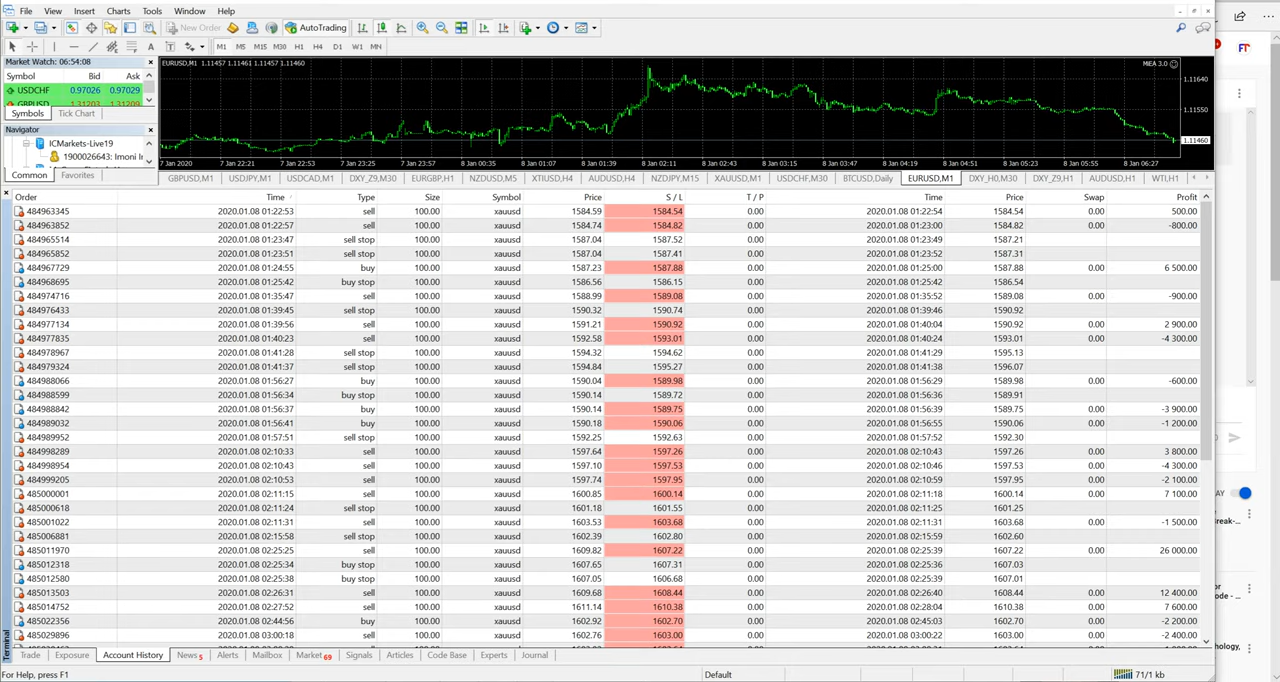 File View Insert Charts Tools Window Help
New Order AutoTrading
A T M1 M5 M15 M30 H1 H4 D1 W1 MN
Market Watch: 06:54:08
Symbol Bid Ask
USDCHF 0.97026 0.97029
GBPUSD 1.31203 1.31209
Symbols Tick Chart
Navigator
ICMarkets-Live19
1900026643: Imoni I
Common Favorites
EURUSD,M1 1.11457 1.11461 1.11457 1.11460
MiEA 3.0
1.11640
1.11550
1.11460
7 Jan 2020 7 Jan 22:21 7 Jan 22:53 7 Jan 23:25 7 Jan 23:57 8 Jan 00:35 8 Jan 01:07 8 Jan 01:39 8 Jan 02:11 8 Jan 02:43 8 Jan 03:15 8 Jan 03:47 8 Jan 04:19 8 Jan 04:51 8 Jan 05:23 8 Jan 05:55 8 Jan 06:27
GBPUSD,M1 USDJPY,M1 USDCAD,M1 DXY_Z9,M30 EURGBP,H1 NZDUSD,M5 XTIUSD,H4 AUDUSD,H4 NZDJPY,M15 XAUUSD,M1 USDCHF,M30 BTCUSD,Daily EURUSD,M1 DXY_H0,M30 DXY_Z9,H1 AUDUSD,H1 WTI,H1
Order Time Type Size Symbol Price S / L T / P Time Price Swap Profit
484963345 2020.01.08 01:22:53 sell 100.00 xauusd 1584.59 1584.54 0.00 2020.01.08 01:22:54 1584.54 0.00 500.00
484963852 2020.01.08 01:22:57 sell 100.00 xauusd 1584.74 1584.82 0.00 2020.01.08 01:23:00 1584.82 0.00 -800.00
484965514 2020.01.08 01:23:47 sell stop 100.00 xauusd 1587.04 1587.52 0.00 2020.01.08 01:23:49 1587.21
484965852 2020.01.08 01:23:51 sell stop 100.00 xauusd 1587.04 1587.41 0.00 2020.01.08 01:23:52 1587.31
484967729 2020.01.08 01:24:55 buy 100.00 xauusd 1587.23 1587.88 0.00 2020.01.08 01:25:00 1587.88 0.00 6 500.00
484968695 2020.01.08 01:25:42 buy stop 100.00 xauusd 1586.56 1586.15 0.00 2020.01.08 01:25:42 1586.54
484974716 2020.01.08 01:35:47 sell 100.00 xauusd 1588.99 1589.08 0.00 2020.01.08 01:35:52 1589.08 0.00 -900.00
484976433 2020.01.08 01:39:45 sell stop 100.00 xauusd 1590.32 1590.74 0.00 2020.01.08 01:39:46 1590.92
484977134 2020.01.08 01:39:56 sell 100.00 xauusd 1591.21 1590.92 0.00 2020.01.08 01:40:04 1590.92 0.00 2 900.00
484977835 2020.01.08 01:40:23 sell 100.00 xauusd 1592.58 1593.01 0.00 2020.01.08 01:40:24 1593.01 0.00 -4 300.00
484978967 2020.01.08 01:41:28 sell stop 100.00 xauusd 1594.32 1594.62 0.00 2020.01.08 01:41:29 1595.13
484979324 2020.01.08 01:41:37 sell stop 100.00 xauusd 1594.84 1595.27 0.00 2020.01.08 01:41:38 1596.07
484988066 2020.01.08 01:56:27 buy 100.00 xauusd 1590.04 1589.98 0.00 2020.01.08 01:56:29 1589.98 0.00 -600.00
484988599 2020.01.08 01:56:34 buy stop 100.00 xauusd 1590.14 1589.72 0.00 2020.01.08 01:56:36 1589.91
484988842 2020.01.08 01:56:37 buy 100.00 xauusd 1590.14 1589.75 0.00 2020.01.08 01:56:39 1589.75 0.00 -3 900.00
484989032 2020.01.08 01:56:41 buy 100.00 xauusd 1590.18 1590.06 0.00 2020.01.08 01:56:55 1590.06 0.00 -1 200.00
484989952 2020.01.08 01:57:51 sell stop 100.00 xauusd 1592.25 1592.63 0.00 2020.01.08 01:57:52 1592.30
484998289 2020.01.08 02:10:33 sell 100.00 xauusd 1597.64 1597.26 0.00 2020.01.08 02:10:43 1597.26 0.00 3 800.00
484998954 2020.01.08 02:10:43 sell 100.00 xauusd 1597.10 1597.53 0.00 2020.01.08 02:10:46 1597.53 0.00 -4 300.00
484999205 2020.01.08 02:10:53 sell 100.00 xauusd 1597.74 1597.95 0.00 2020.01.08 02:10:59 1597.95 0.00 -2 100.00
485000001 2020.01.08 02:11:15 sell 100.00 xauusd 1600.85 1600.14 0.00 2020.01.08 02:11:18 1600.14 0.00 7 100.00
485000618 2020.01.08 02:11:24 sell stop 100.00 xauusd 1601.18 1601.55 0.00 2020.01.08 02:11:25 1601.25
485001022 2020.01.08 02:11:31 sell 100.00 xauusd 1603.53 1603.68 0.00 2020.01.08 02:11:31 1603.68 0.00 -1 500.00
485006881 2020.01.08 02:15:58 sell stop 100.00 xauusd 1602.39 1602.80 0.00 2020.01.08 02:15:59 1602.60
485011970 2020.01.08 02:25:25 sell 100.00 xauusd 1609.82 1607.22 0.00 2020.01.08 02:25:39 1607.22 0.00 26 000.00
485012318 2020.01.08 02:25:34 buy stop 100.00 xauusd 1607.65 1607.31 0.00 2020.01.08 02:25:36 1607.03
485012580 2020.01.08 02:25:38 buy stop 100.00 xauusd 1607.05 1606.68 0.00 2020.01.08 02:25:39 1607.01
485013503 2020.01.08 02:26:31 sell 100.00 xauusd 1609.68 1608.44 0.00 2020.01.08 02:26:40 1608.44 0.00 12 400.00
485014752 2020.01.08 02:27:52 sell 100.00 xauusd 1611.14 1610.38 0.00 2020.01.08 02:28:04 1610.38 0.00 7 600.00
485022356 2020.01.08 02:44:56 buy 100.00 xauusd 1602.92 1602.70 0.00 2020.01.08 02:45:03 1602.70 0.00 -2 200.00
485029896 2020.01.08 03:00:18 sell 100.00 xauusd 1602.76 1603.00 0.00 2020.01.08 03:00:22 1603.00 0.00 -2 400.00
Terminal
Trade Exposure Account History News 5 Alerts Mailbox Market 69 Signals Articles Code Base Experts Journal
For Help, press F1 Default 71/1 kb
FT
AY
reak-...
or
ode - ...
hology,